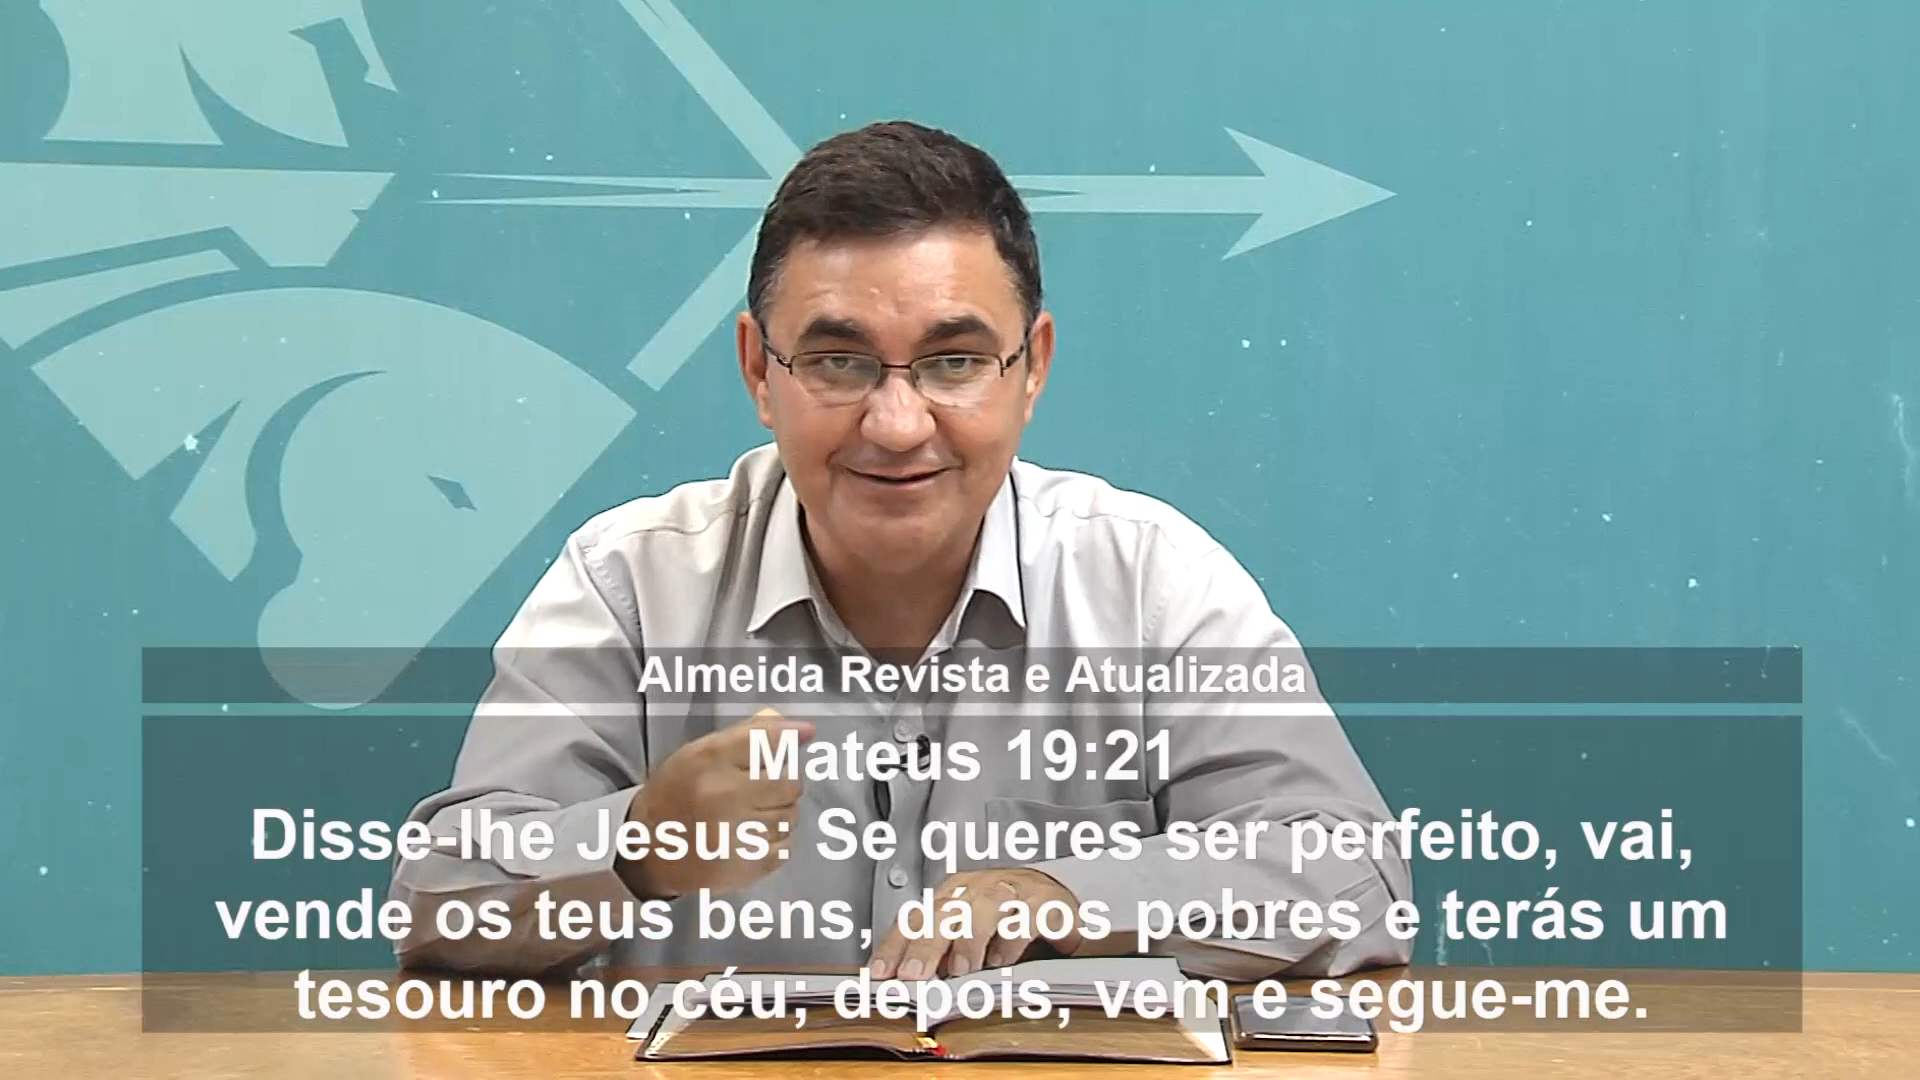 Almeida Revista e Atualizada
Mateus 19:21
Disse-lhe Jesus: Se queres ser perfeito, vai,
vende os teus bens, dá aos pobres e terás um
tesouro no céu; depois, vem e segue-me.